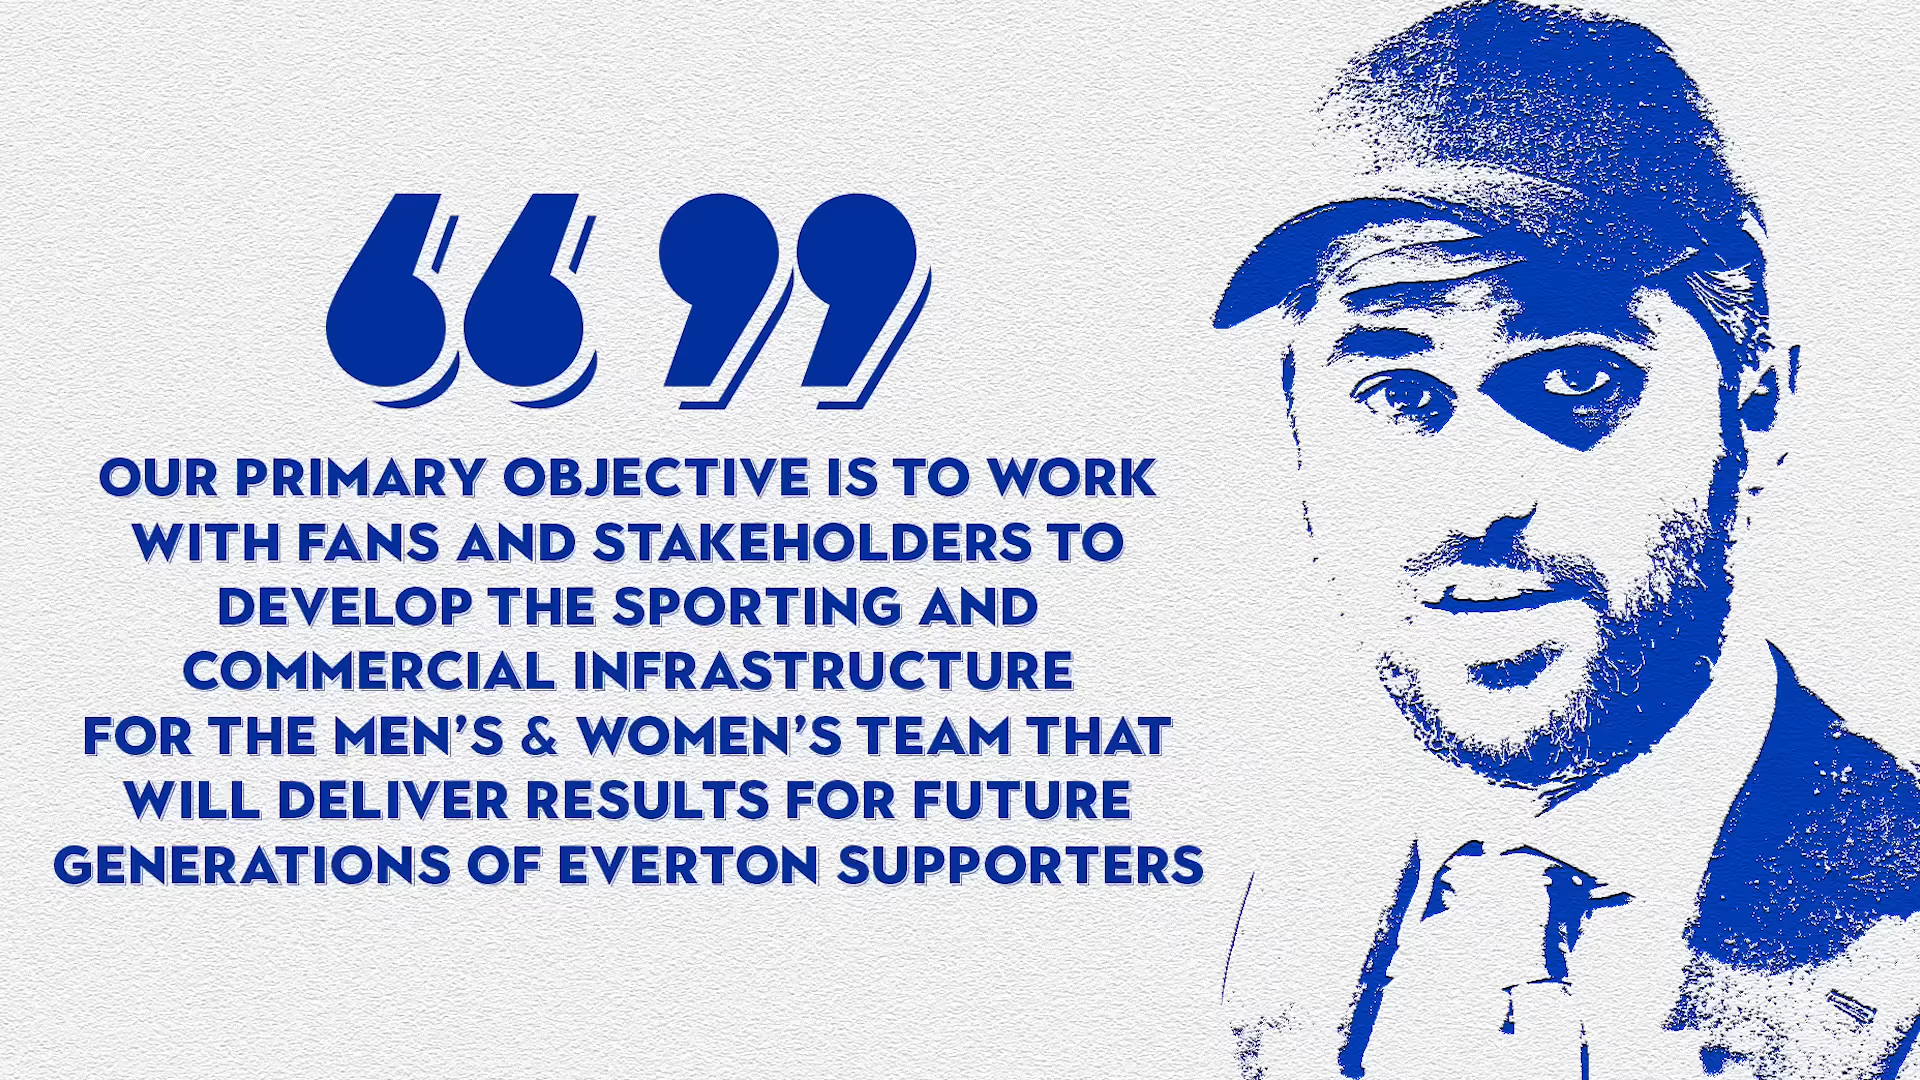 “ ”
OUR PRIMARY OBJECTIVE IS TO WORK
WITH FANS AND STAKEHOLDERS TO
DEVELOP THE SPORTING AND
COMMERCIAL INFRASTRUCTURE
FOR THE MEN’S & WOMEN’S TEAM THAT
WILL DELIVER RESULTS FOR FUTURE
GENERATIONS OF EVERTON SUPPORTERS